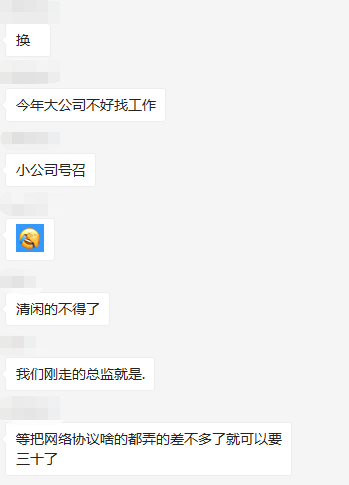 换
今年大公司不好找工作
小公司号召
清闲的不得了
我们刚走的总监就是.
等把网络协议啥的都弄的差不多了就可以要
三十了